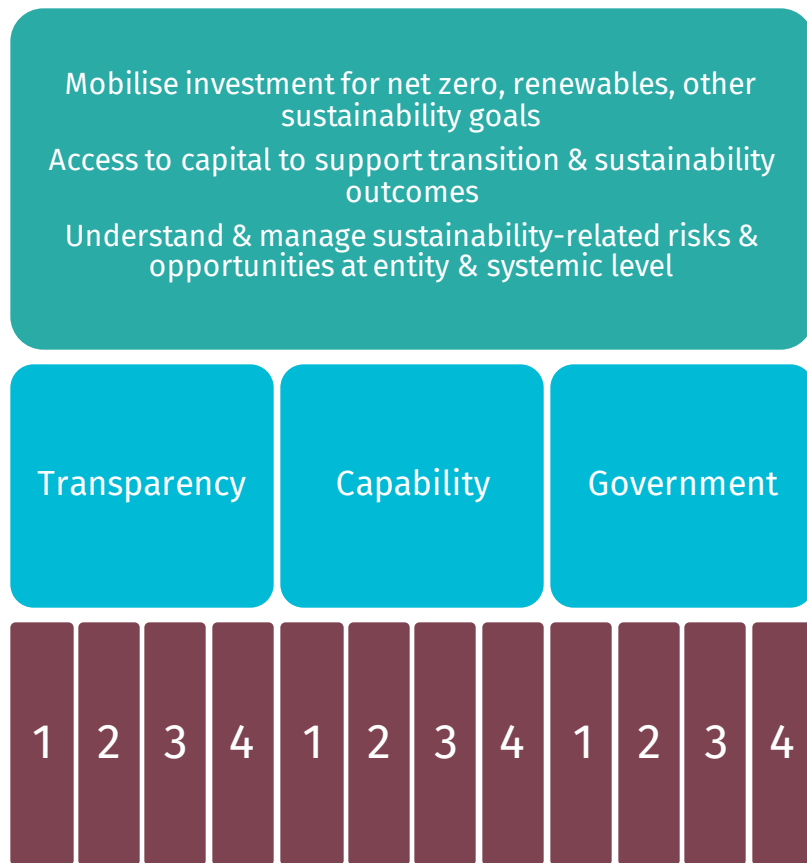 Mobilise investment for net zero, renewables, other
sustainability goals
Access to capital to support transition & sustainability
outcomes
Understand & manage sustainability-related risks &
opportunities at entity & systemic level
Transparency Capability Government
1 2 3 4 1 2 3 4 1 2 3 4